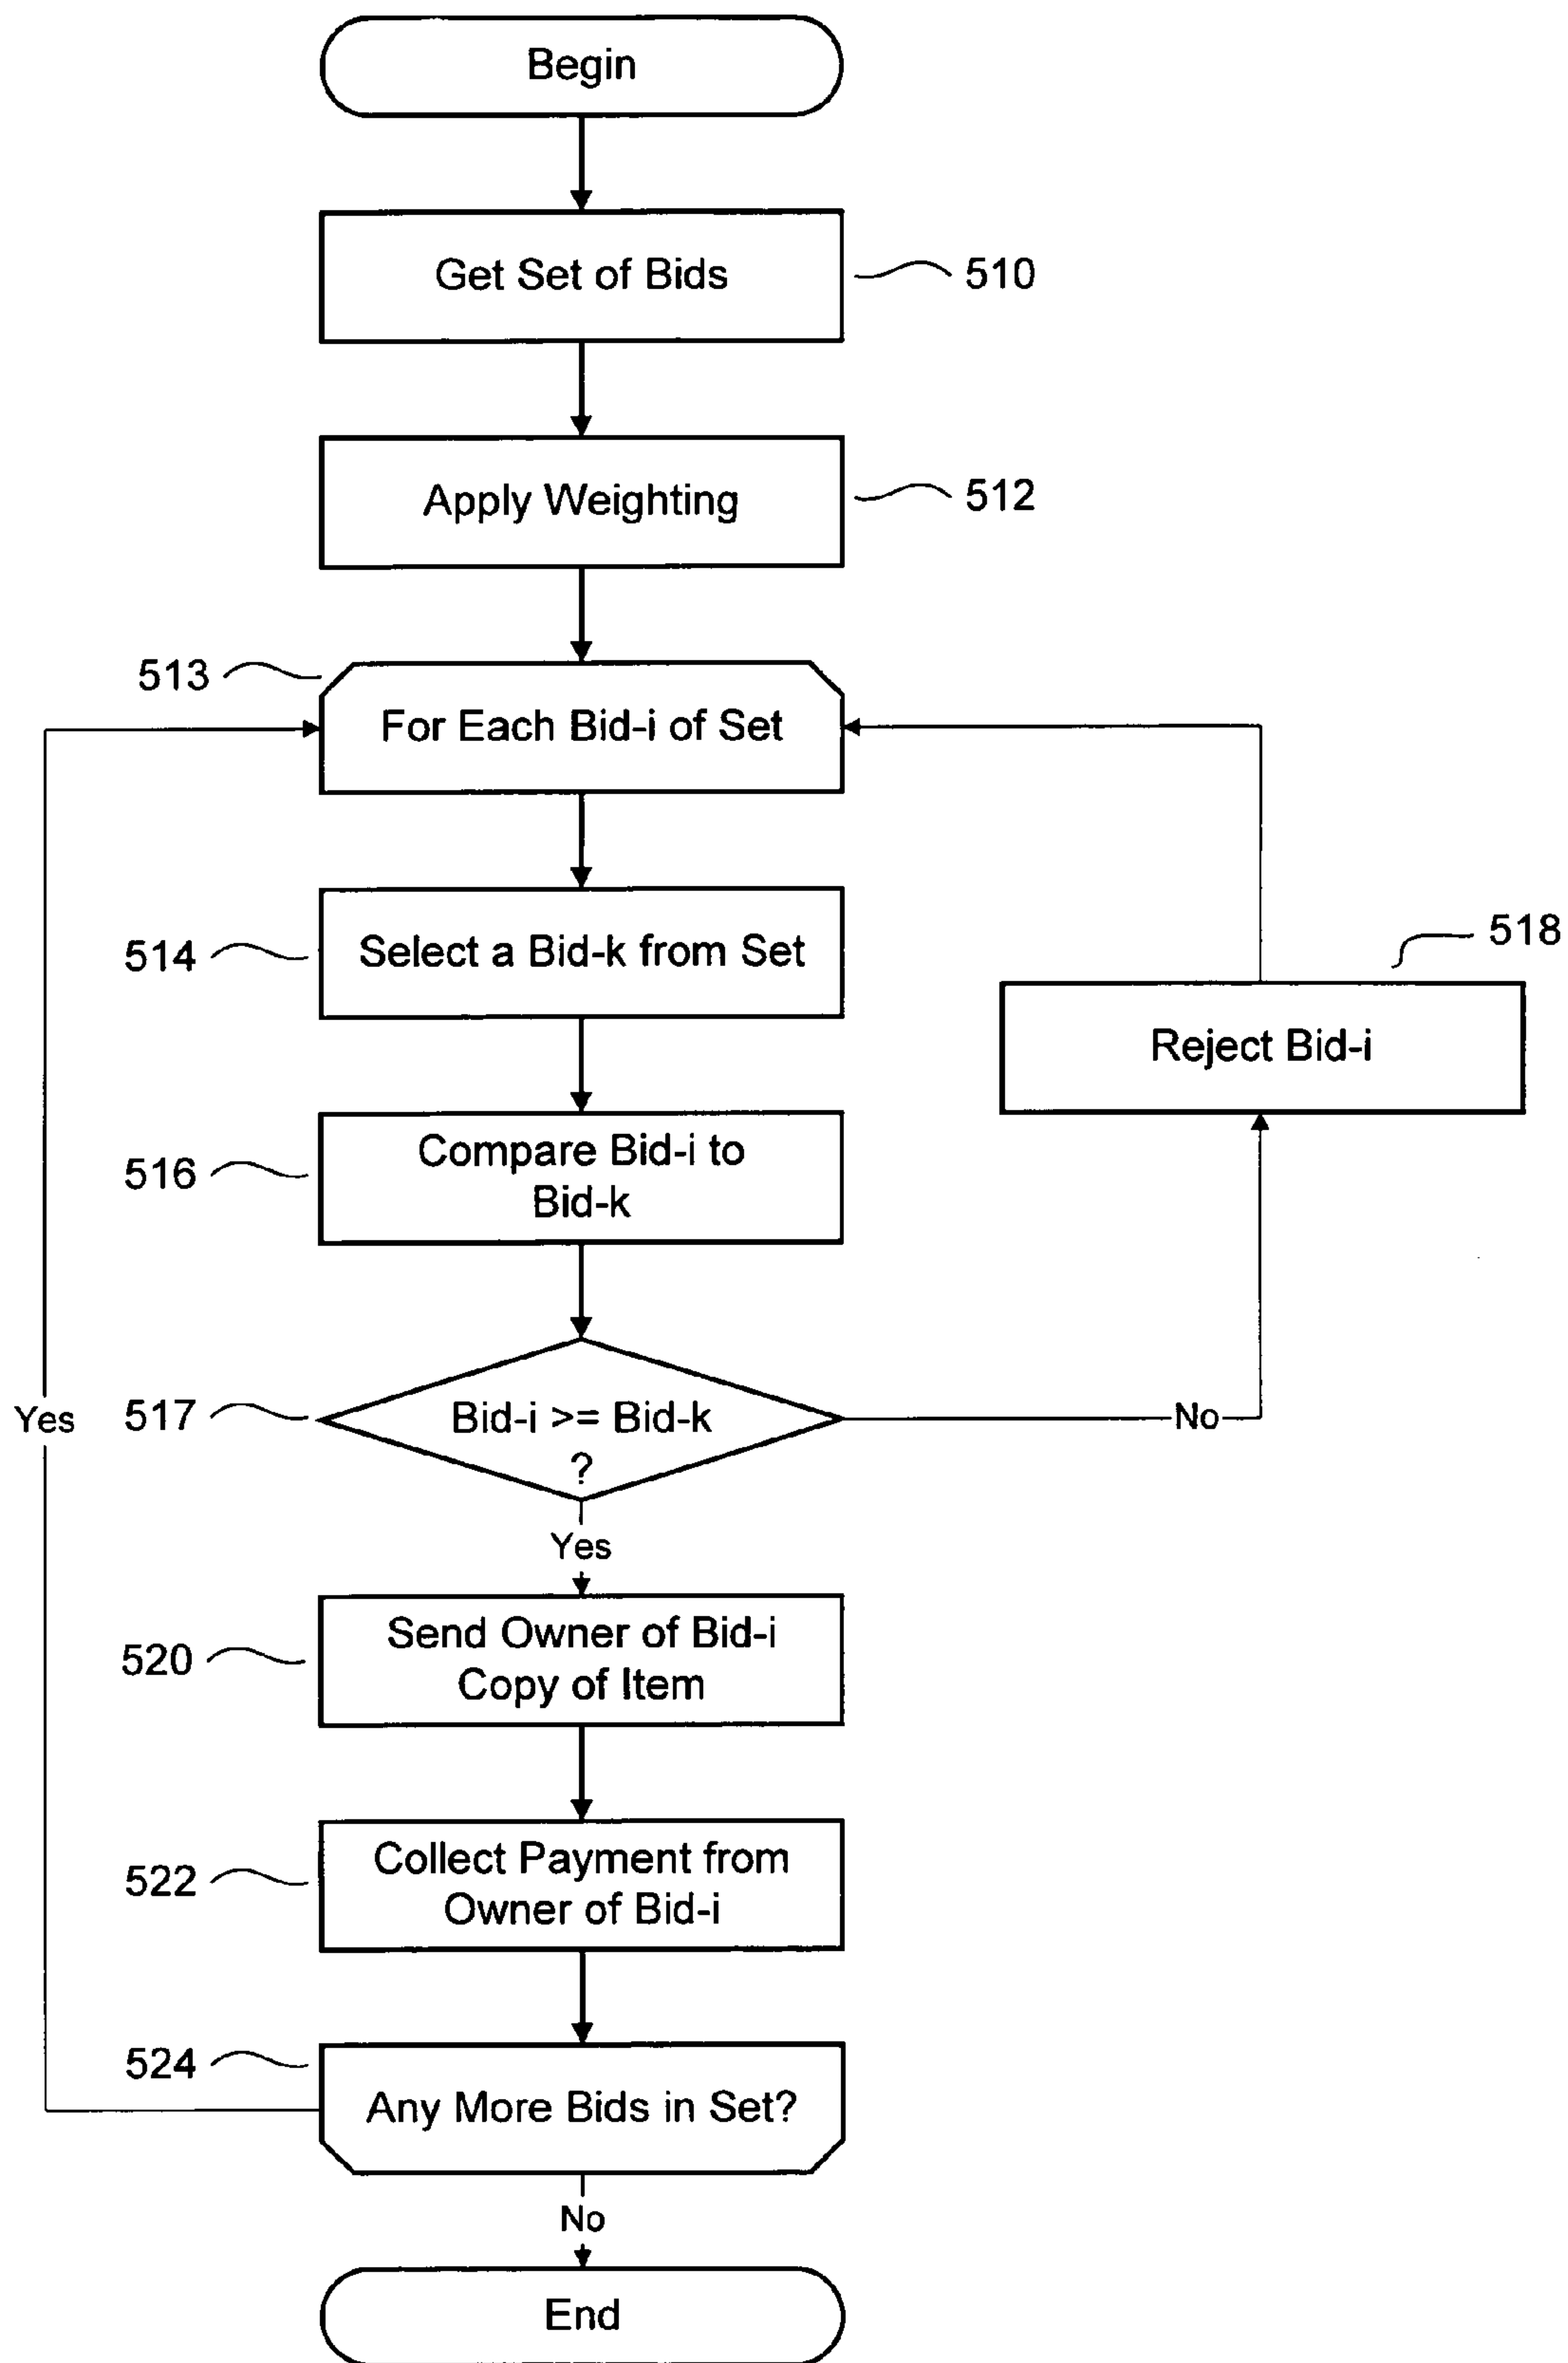 Begin
Get Set of Bids
510
Apply Weighting
512
513
For Each Bid-i of Set
514
Select a Bid-k from Set
518
Reject Bid-i
516
Compare Bid-i to
Bid-k
Yes
517
Bid-i >= Bid-k
?
No
Yes
520
Send Owner of Bid-i
Copy of Item
522
Collect Payment from
Owner of Bid-i
524
Any More Bids in Set?
No
End